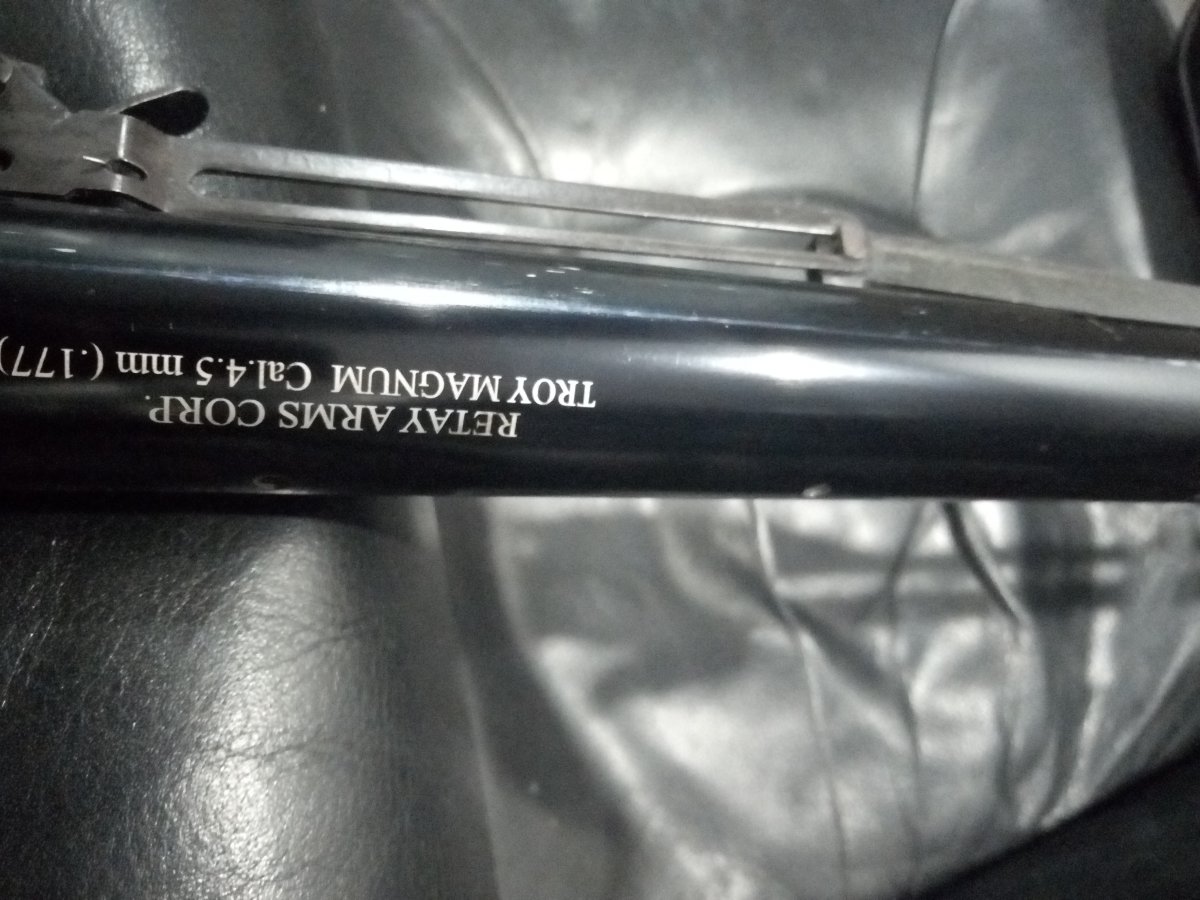 RETAY ARMS CORP.
TROY MAGNUM Cal.4.5 mm (.177)